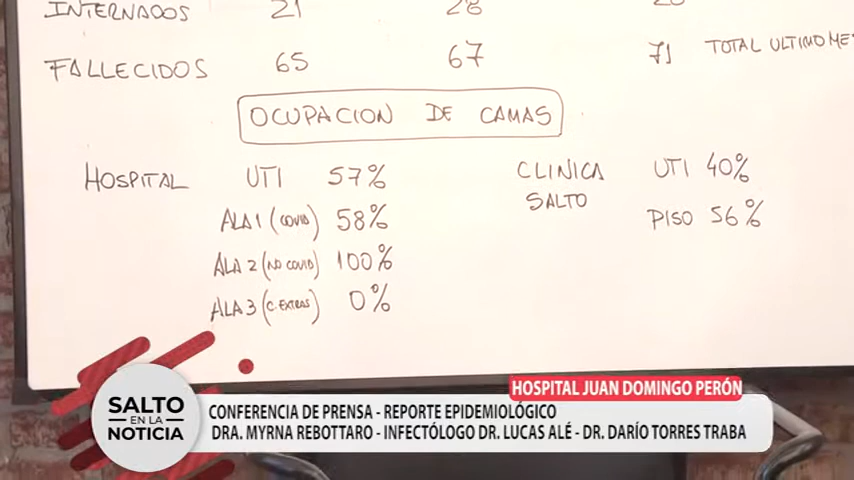 INTERNADOS 21 28
FALLECIDOS 65 67 71 TOTAL ULTIMO
OCUPACION DE CAMAS
HOSPITAL UTI 57%
ALA 1 (COVID) 58%
ALA 2 (NO COVID) 100%
ALA 3 (C. EXTRAS) 0%
CLINICA UTI 40%
SALTO PISO 56%
HOSPITAL JUAN DOMINGO PERÓN
SALTO
EN LA
NOTICIA
CONFERENCIA DE PRENSA - REPORTE EPIDEMIOLÓGICO
DRA. MYRNA REBOTTARO - INFECTÓLOGO DR. LUCAS ALÉ - DR. DARÍO TORRES TRABA